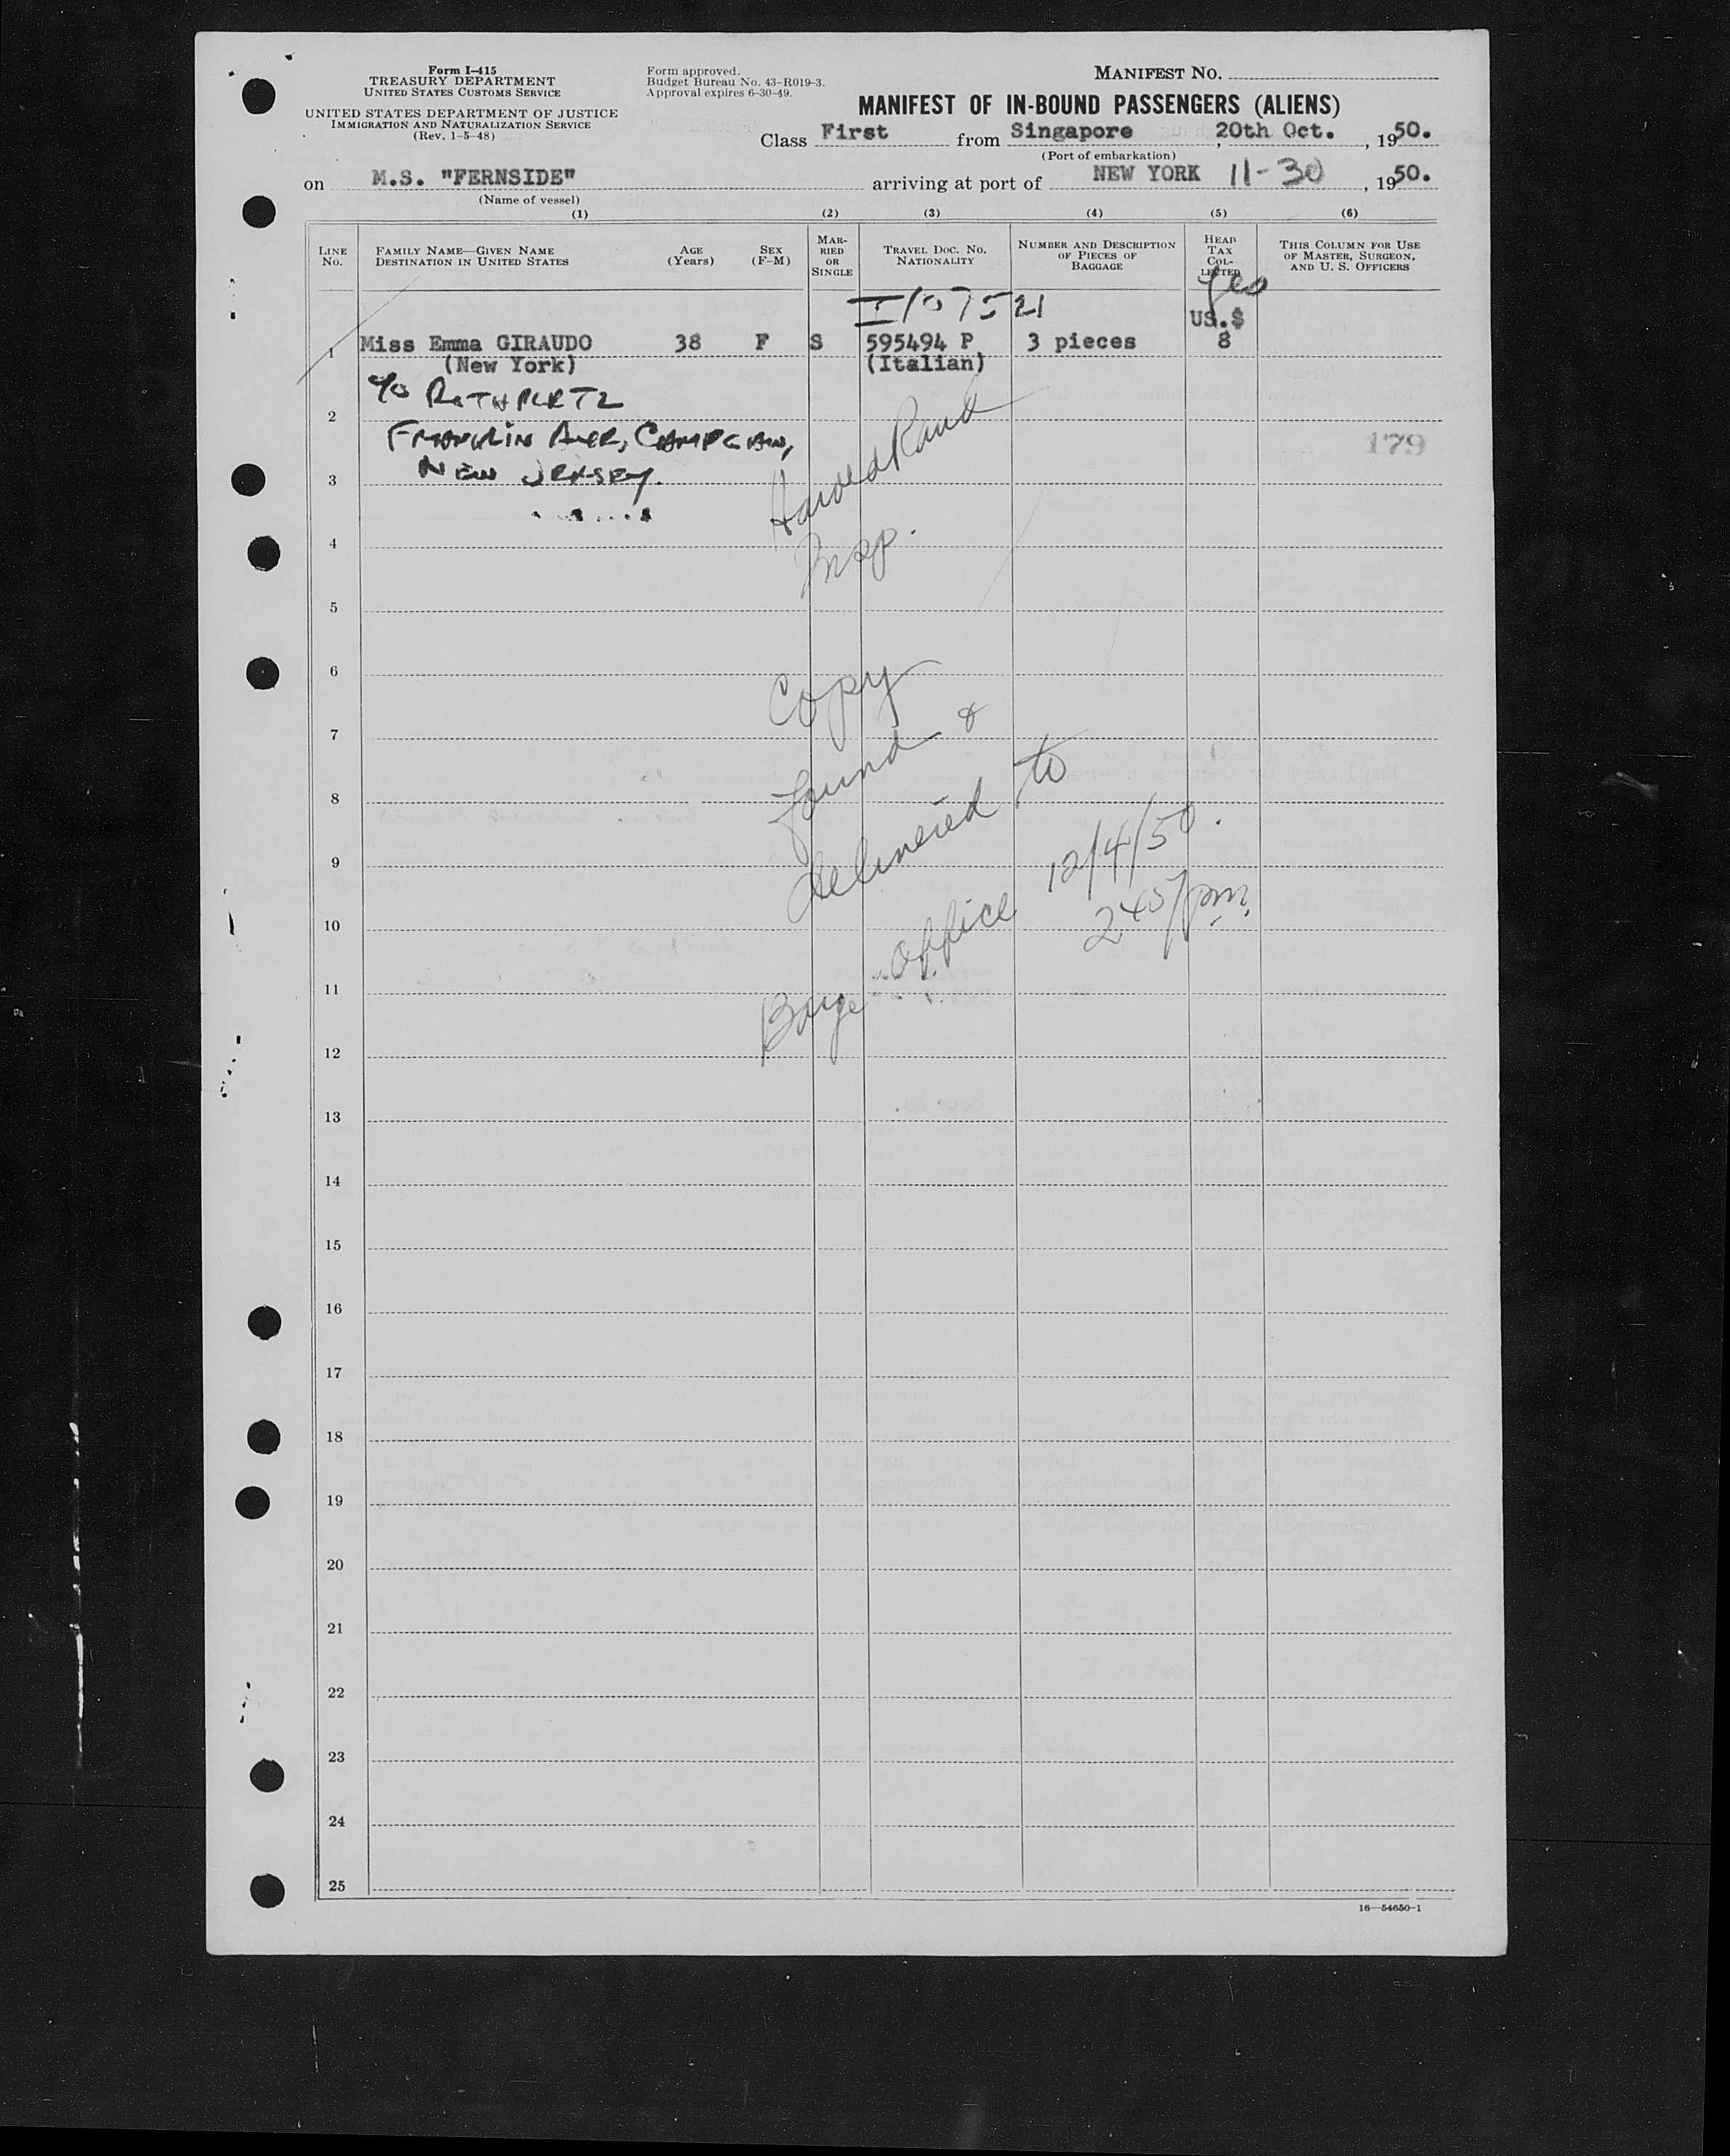 Form I-415
TREASURY DEPARTMENT
UNITED STATES CUSTOMS SERVICE
UNITED STATES DEPARTMENT OF JUSTICE
IMMIGRATION AND NATURALIZATION SERVICE
(Rev. 1-5-48)
Form approved.
Budget Bureau No. 43-R019-3.
Approval expires 6-30-49.
MANIFEST NO.
MANIFEST OF IN-BOUND PASSENGERS (ALIENS)
Class First from Singapore, 20th Oct., 1950.
(Port of embarkation)
on M.S. "FERNSIDE" arriving at port of NEW YORK 11-30, 1950.
(Name of vessel)
(1) (2) (3) (4) (5) (6)
LINE No. FAMILY NAME—GIVEN NAME DESTINATION IN UNITED STATES AGE (Years) SEX (F-M) MARRIED OR SINGLE TRAVEL DOC. NO. NATIONALITY NUMBER AND DESCRIPTION OF PIECES OF BAGGAGE HEAD TAX COLLECTED THIS COLUMN FOR USE OF MASTER, SURGEON, AND U. S. OFFICERS
Yes
I/07521
US.$
1 Miss Emma GIRAUDO 38 F S 595494 P 3 pieces 8
(New York) (Italian)
c/o
2
FRANKLIN AVE, CAMPGAW,
179
3 NEW JERSEY.
Harold Rand
Insp.
4
5
6
Copy
7
found &
8
delivered to
9
12/4/50.
10
office 245/pm.
11
Barge
12
13
14
15
16
17
18
19
20
21
22
23
24
25
16—54650-1